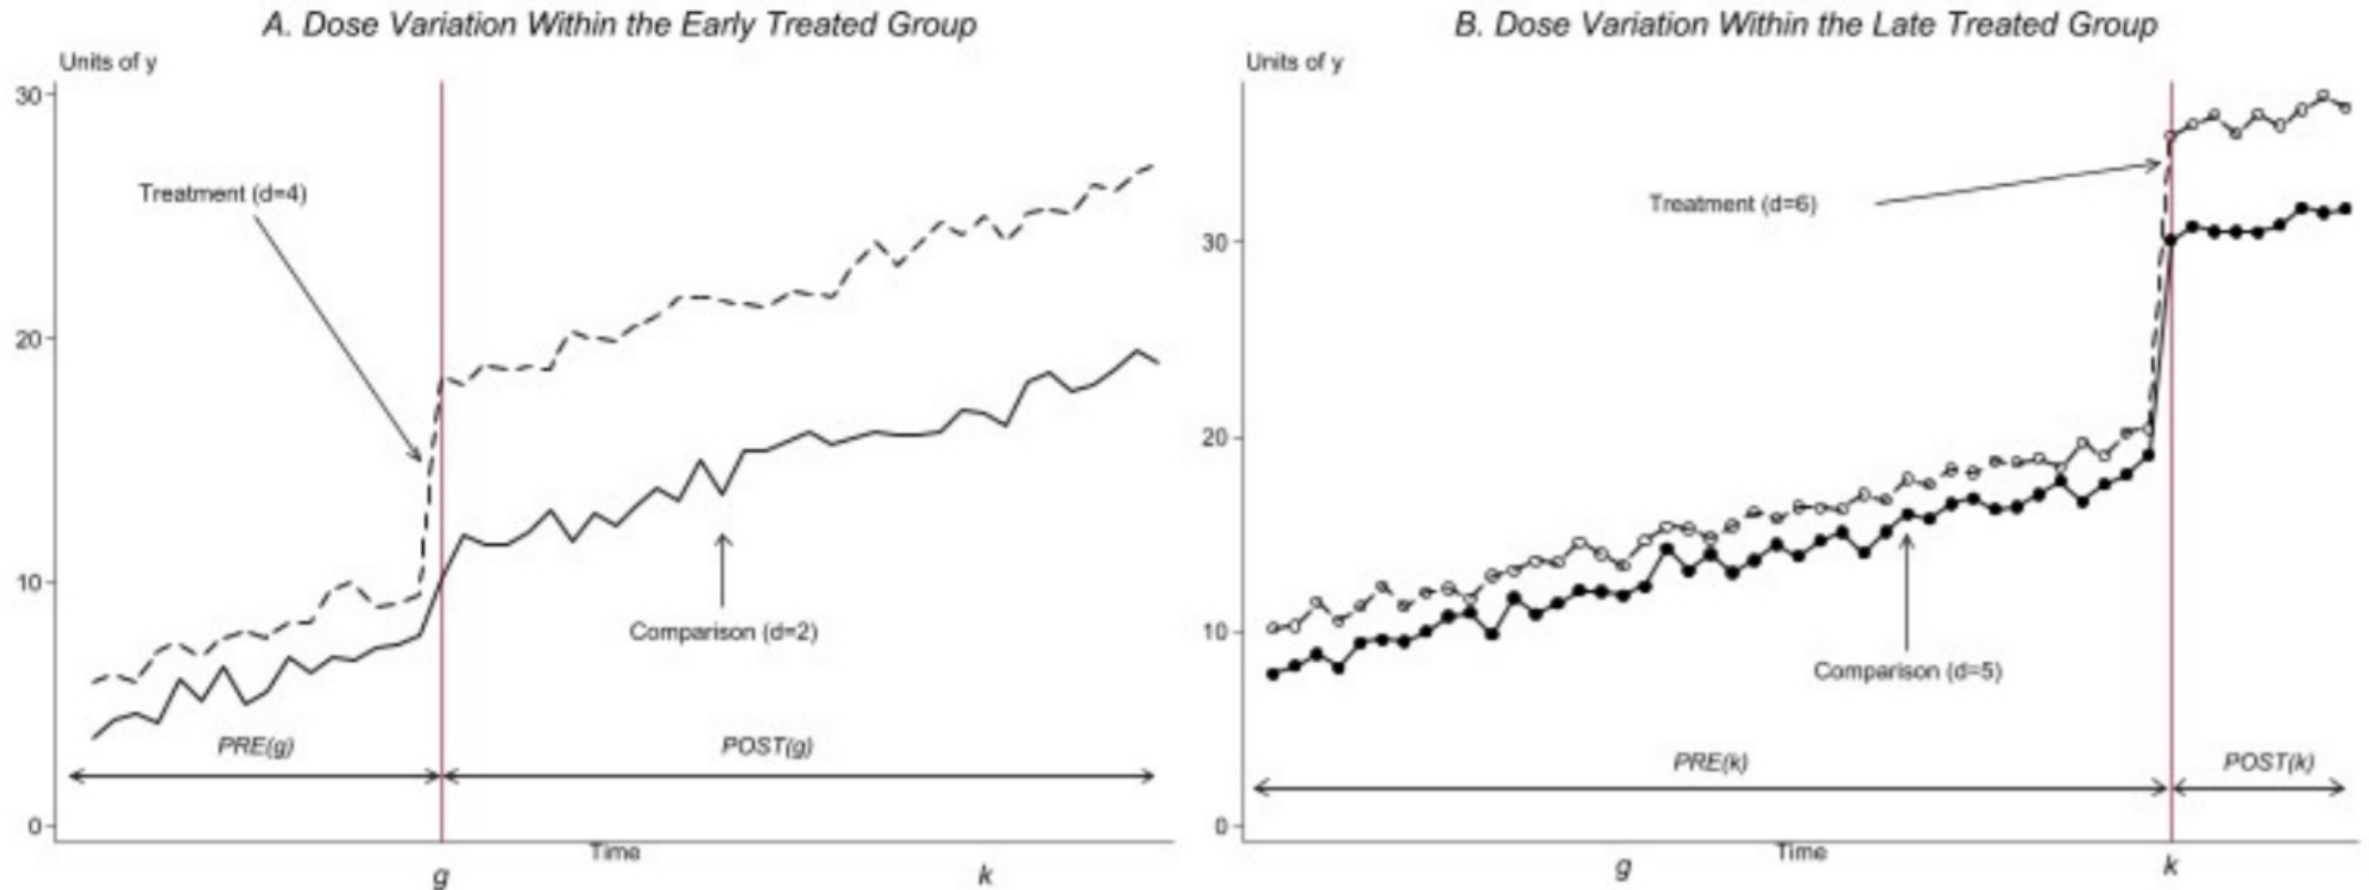 A. Dose Variation Within the Early Treated Group
Units of y
30
20
10
0
Treatment (d=4)
Comparison (d=2)
PRE(g)
POST(g)
Time
g
k
B. Dose Variation Within the Late Treated Group
Units of y
30
20
10
0
Treatment (d=6)
Comparison (d=5)
PRE(k)
POST(k)
Time
g
k